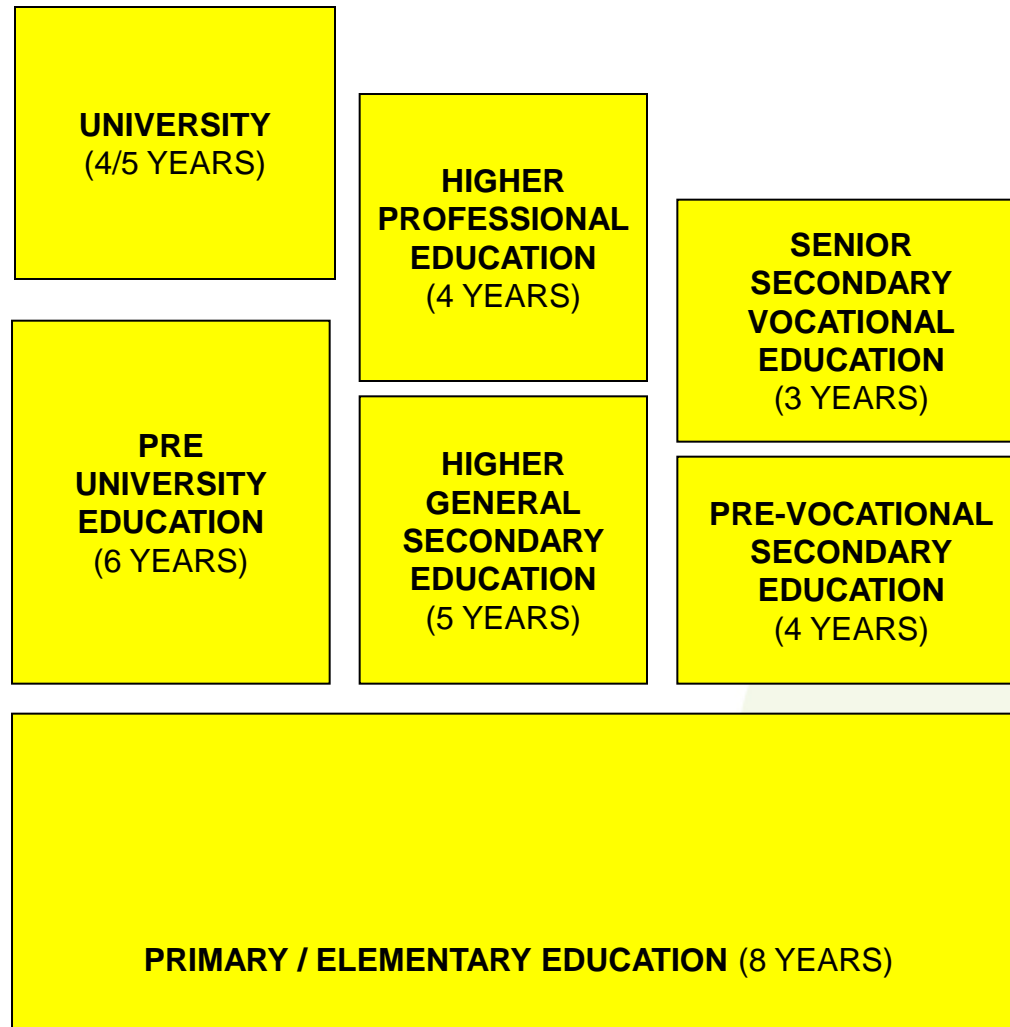 UNIVERSITY
(4/5 YEARS)
HIGHER
PROFESSIONAL
EDUCATION
(4 YEARS)
SENIOR
SECONDARY
VOCATIONAL
EDUCATION
(3 YEARS)
PRE
UNIVERSITY
EDUCATION
(6 YEARS)
HIGHER
GENERAL
SECONDARY
EDUCATION
(5 YEARS)
PRE-VOCATIONAL
SECONDARY
EDUCATION
(4 YEARS)
PRIMARY / ELEMENTARY EDUCATION (8 YEARS)